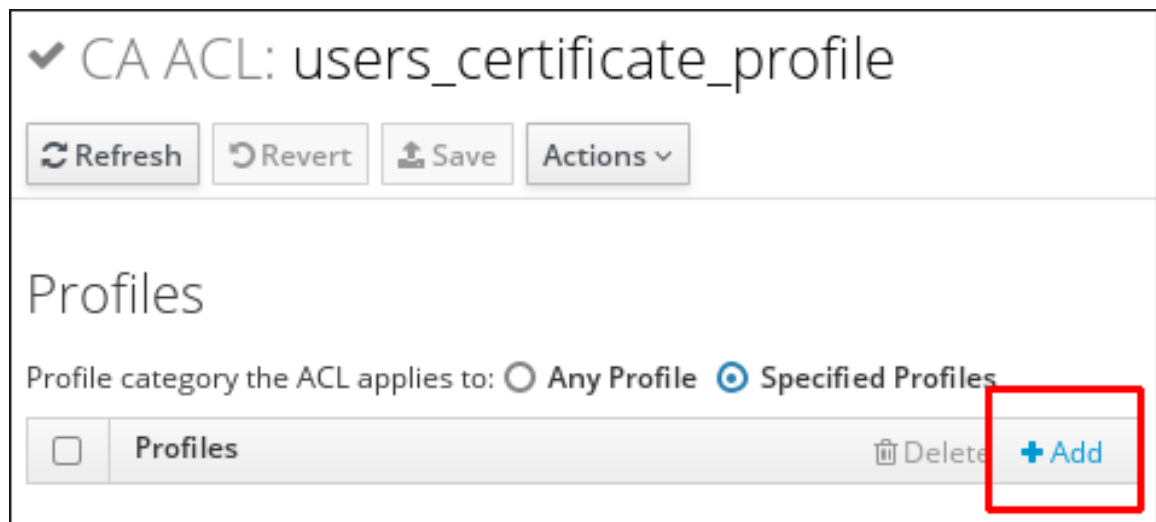 CA ACL: users_certificate_profile
Refresh Revert Save Actions
Profiles
Profile category the ACL applies to: Any Profile Specified Profiles
Profiles Delete Add